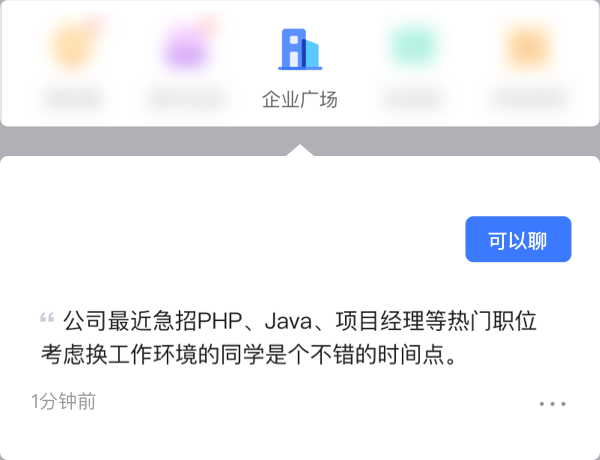 企业广场
可以聊
“ 公司最近急招PHP、Java、项目经理等热门职位
考虑换工作环境的同学是个不错的时间点。
1分钟前